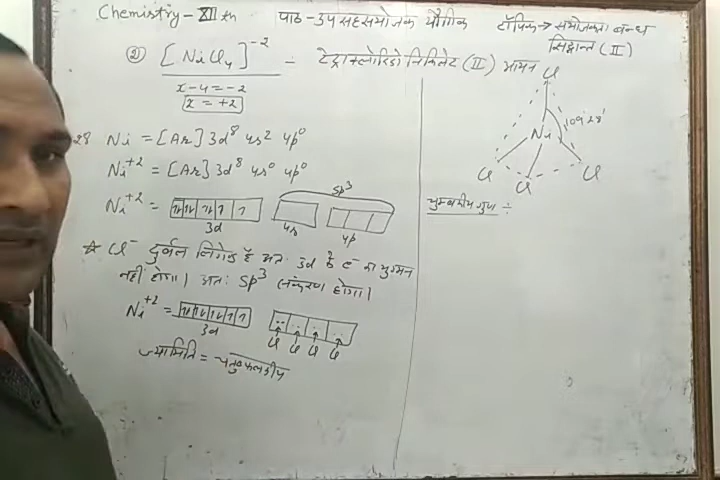 Chemistry - XII th पाठ - उपसहसंयोजक यौगिक टॉपिक → संयोजकता बन्ध
सिद्धान्त (II)
② [NiCl4]-2 - टेट्राक्लोरिडो निकिलेट (II) आयन
x - 4 = -2
x = +2
28 Ni = [Ar] 3d8 4s2 4p0
Ni+2 = [Ar] 3d8 4s0 4p0
sp3
Ni+2 =
3d 4s 4p
☆ Cl- दुर्बल लिगेण्ड है अतः 3d के e- का युग्मन
नहीं होगा। अतः sp3 संकरण होगा।
Ni+2 =
3d Cl Cl Cl Cl
ज्यामिति = चतुष्फलकीय
Cl
109°28'
Ni
Cl Cl Cl
चुम्बकीय गुण ÷